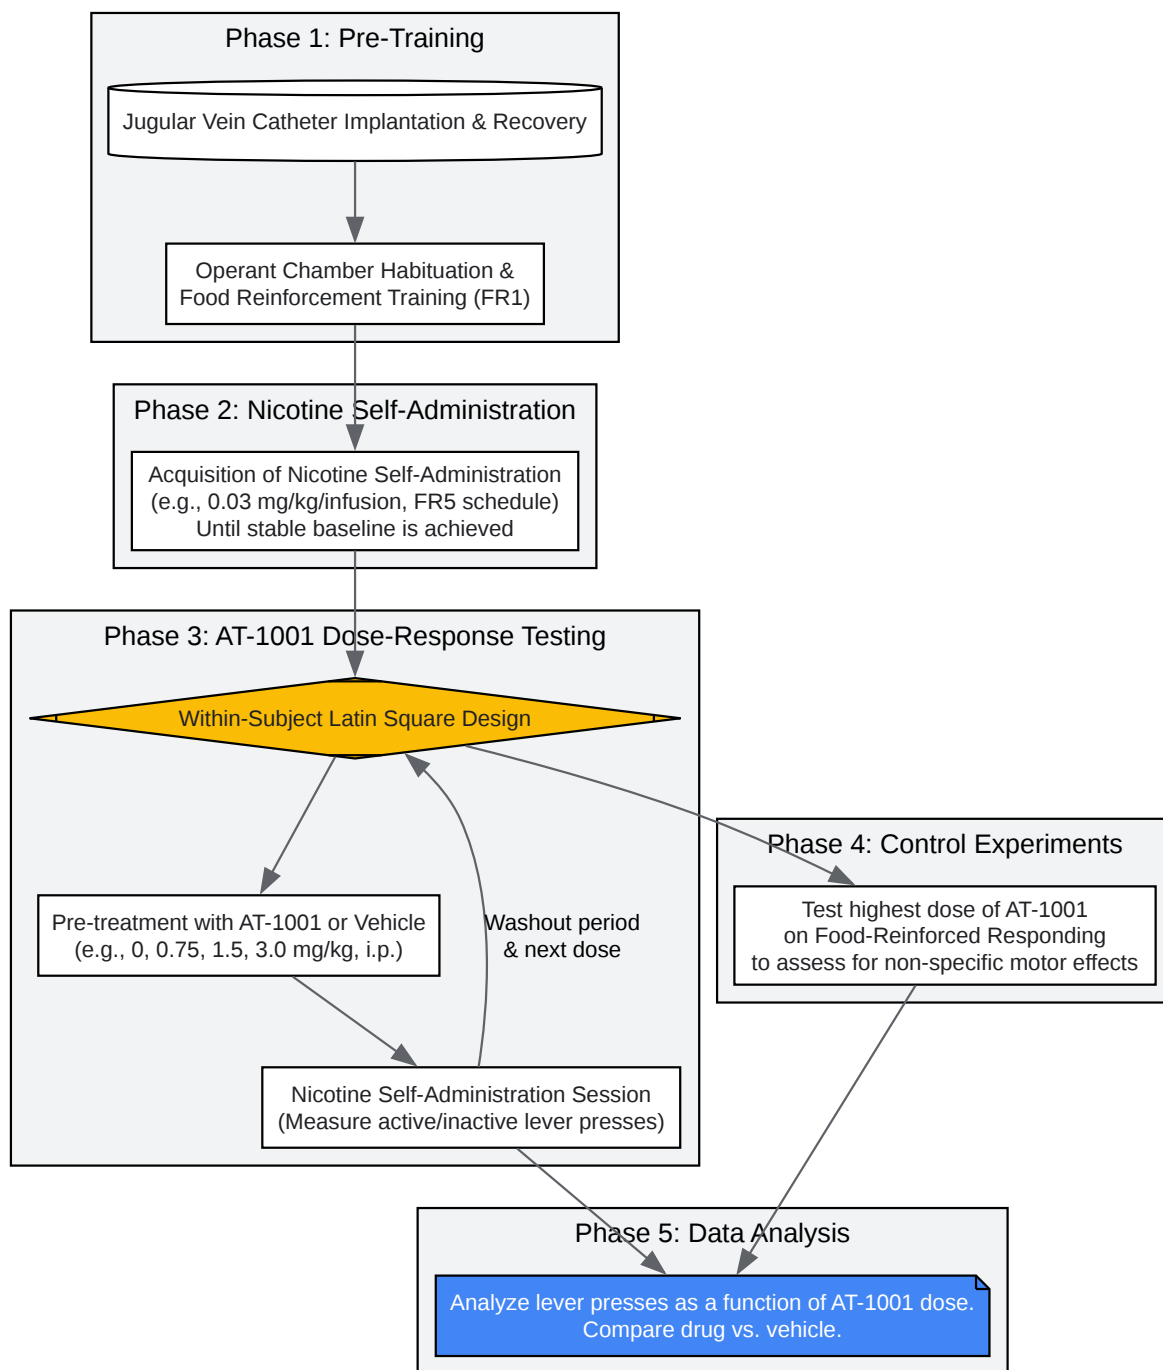 Phase 1: Pre-Training
Jugular Vein Catheter Implantation & Recovery
Operant Chamber Habituation &
Food Reinforcement Training (FR1)
Phase 2: Nicotine Self-Administration
Acquisition of Nicotine Self-Administration
(e.g., 0.03 mg/kg/infusion, FR5 schedule)
Until stable baseline is achieved
Phase 3: AT-1001 Dose-Response Testing
Within-Subject Latin Square Design
Pre-treatment with AT-1001 or Vehicle
(e.g., 0, 0.75, 1.5, 3.0 mg/kg, i.p.)
Washout period
& next dose
Nicotine Self-Administration Session
(Measure active/inactive lever presses)
Phase 4: Control Experiments
Test highest dose of AT-1001
on Food-Reinforced Responding
to assess for non-specific motor effects
Phase 5: Data Analysis
Analyze lever presses as a function of AT-1001 dose.
Compare drug vs. vehicle.